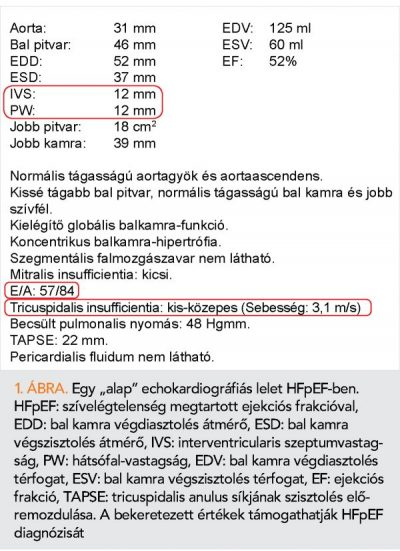 Aorta: 31 mm EDV: 125 ml
Bal pitvar: 46 mm ESV: 60 ml
EDD: 52 mm EF: 52%
ESD: 37 mm
IVS: 12 mm
PW: 12 mm
Jobb pitvar: 18 cm²
Jobb kamra: 39 mm
Normális tágasságú aortagyök és aortaascendens.
Kissé tágabb bal pitvar, normális tágasságú bal kamra és jobb
szívfél.
Kielégítő globális balkamra-funkció.
Koncentrikus balkamra-hipertrófia.
Szegmentális falmozgászavar nem látható.
Mitralis insufficientia: kicsi.
E/A: 57/84
Tricuspidalis insufficientia: kis-közepes (Sebesség: 3,1 m/s)
Becsült pulmonalis nyomás: 48 Hgmm.
TAPSE: 22 mm.
Pericardialis fluidum nem látható.
1. ÁBRA. Egy „alap” echokardiográfiás lelet HFpEF-ben.
HFpEF: szívelégtelenség megtartott ejekciós frakcióval,
EDD: bal kamra végdiasztolés átmérő, ESD: bal kamra
végszisztolés átmérő, IVS: interventricularis szeptumvastag-
ság, PW: hátsófal-vastagság, EDV: bal kamra végdiasztolés
térfogat, ESV: bal kamra végszisztolés térfogat, EF: ejekciós
frakció, TAPSE: tricuspidalis anulus síkjának szisztolés elő-
remozdulása. A bekeretezett értékek támogathatják HFpEF
diagnózisát